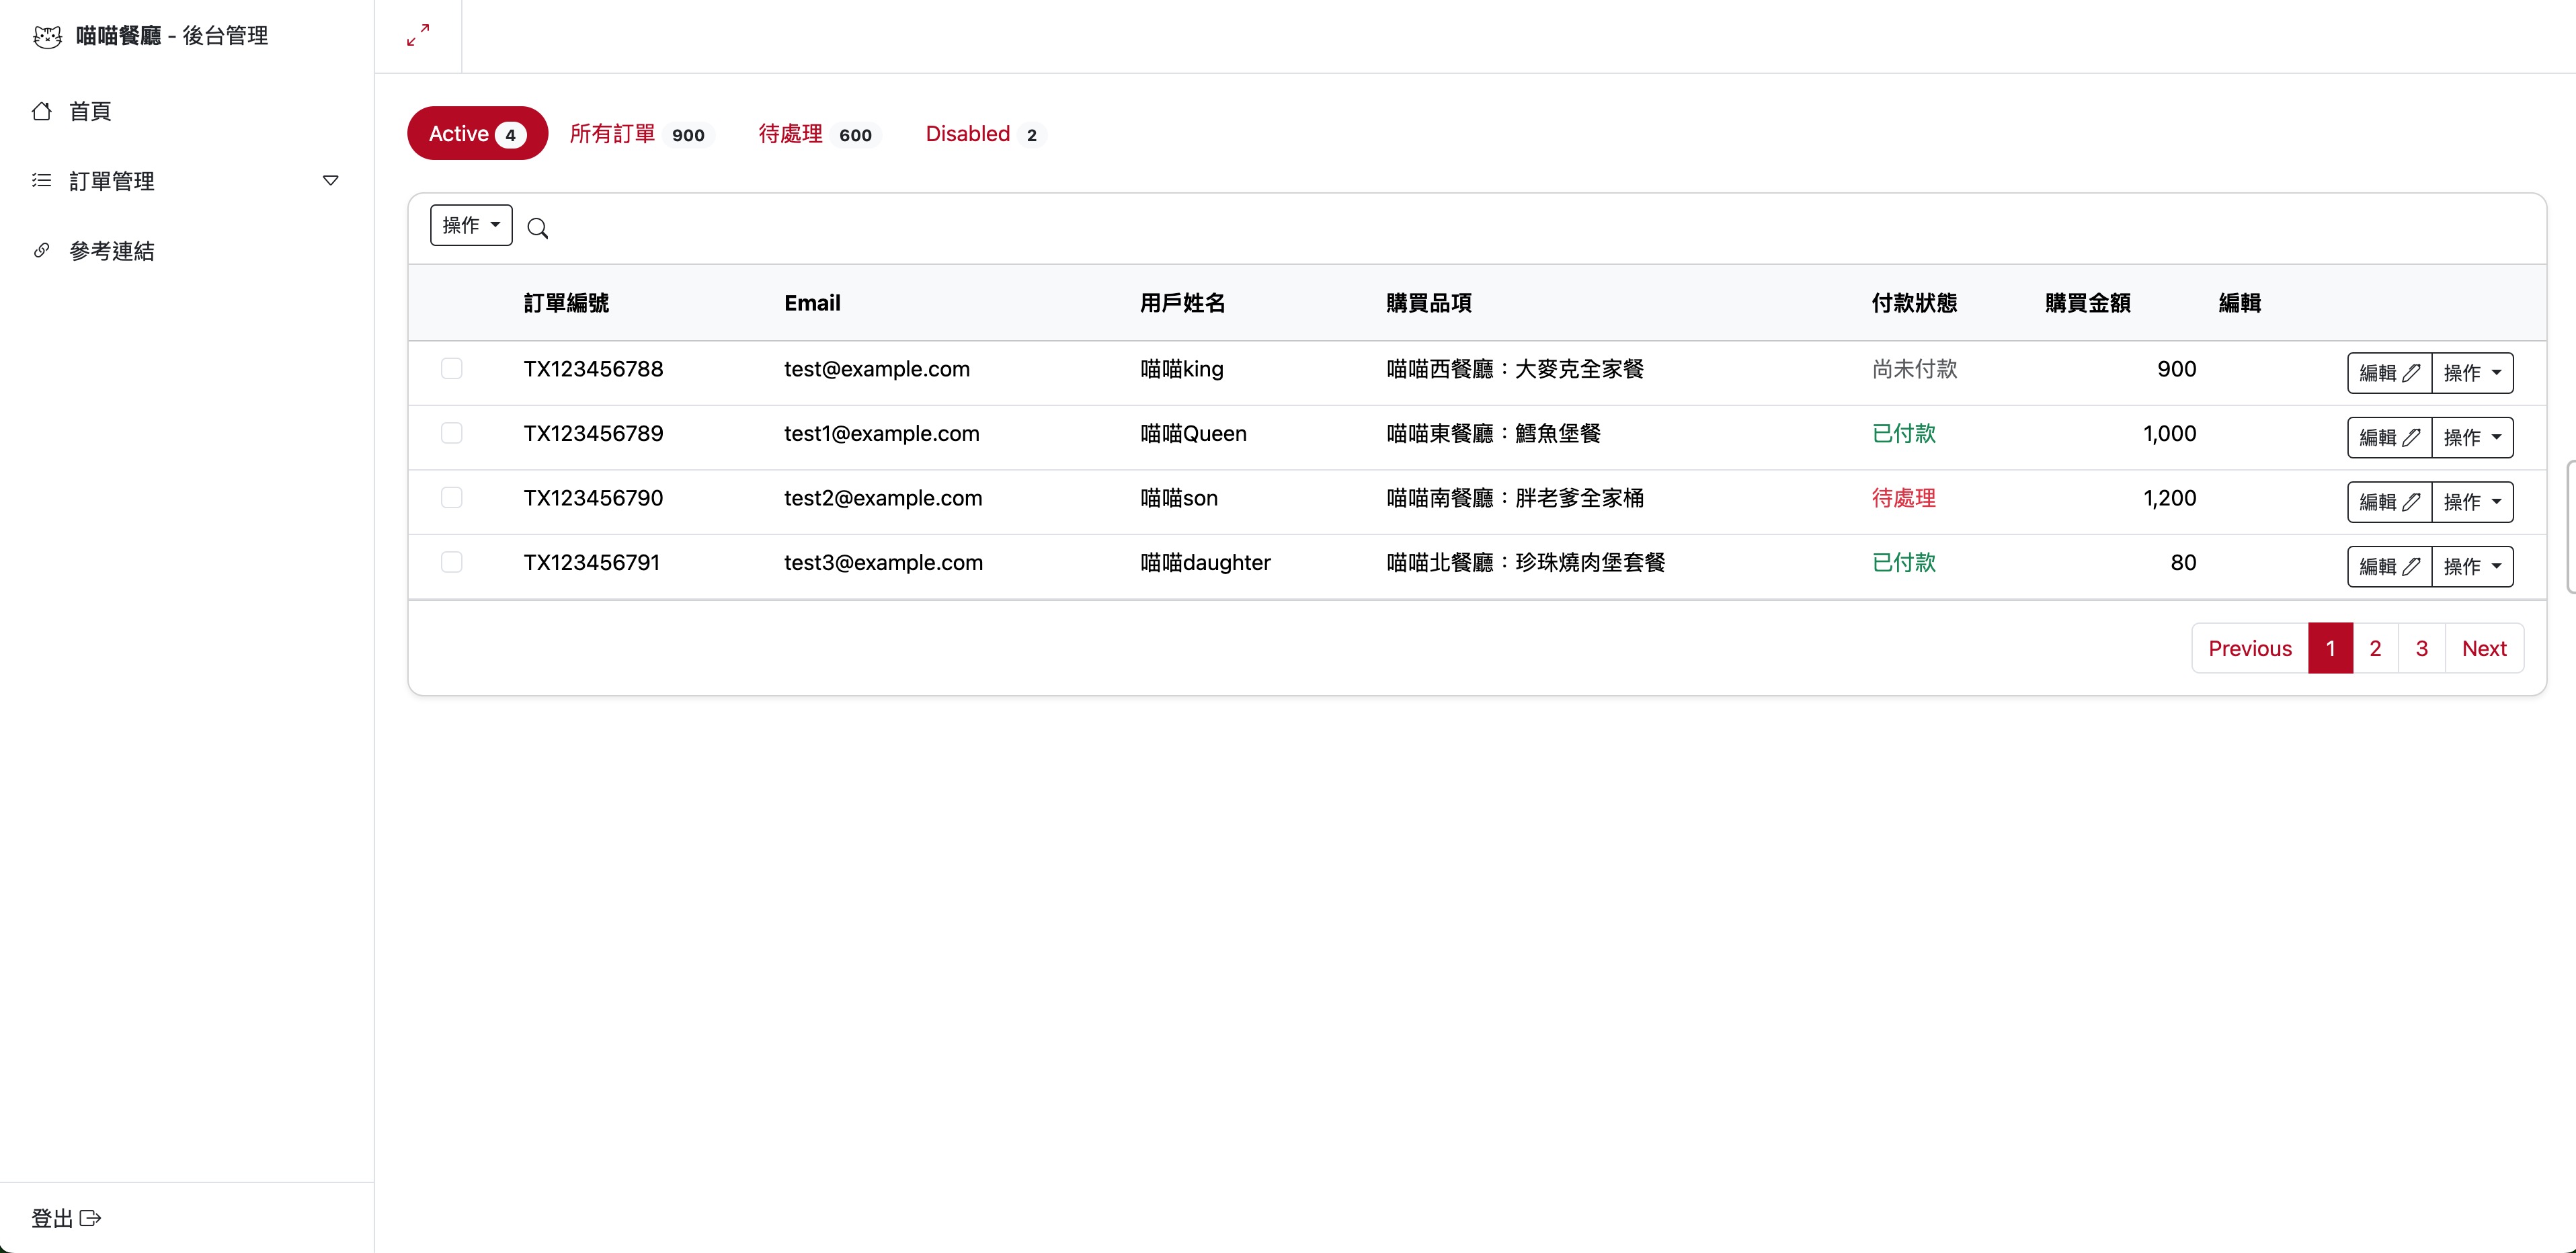 喵喵餐廳 - 後台管理
首頁
訂單管理
參考連結
登出
Active 4 所有訂單 900 待處理 600 Disabled 2
操作
訂單編號 Email 用戶姓名 購買品項 付款狀態 購買金額 編輯
TX123456788 test@example.com 喵喵king 喵喵西餐廳：大麥克全家餐 尚未付款 900 編輯 操作
TX123456789 test1@example.com 喵喵Queen 喵喵東餐廳：鱈魚堡餐 已付款 1,000 編輯 操作
TX123456790 test2@example.com 喵喵son 喵喵南餐廳：胖老爹全家桶 待處理 1,200 編輯 操作
TX123456791 test3@example.com 喵喵daughter 喵喵北餐廳：珍珠燒肉堡套餐 已付款 80 編輯 操作
Previous 1 2 3 Next